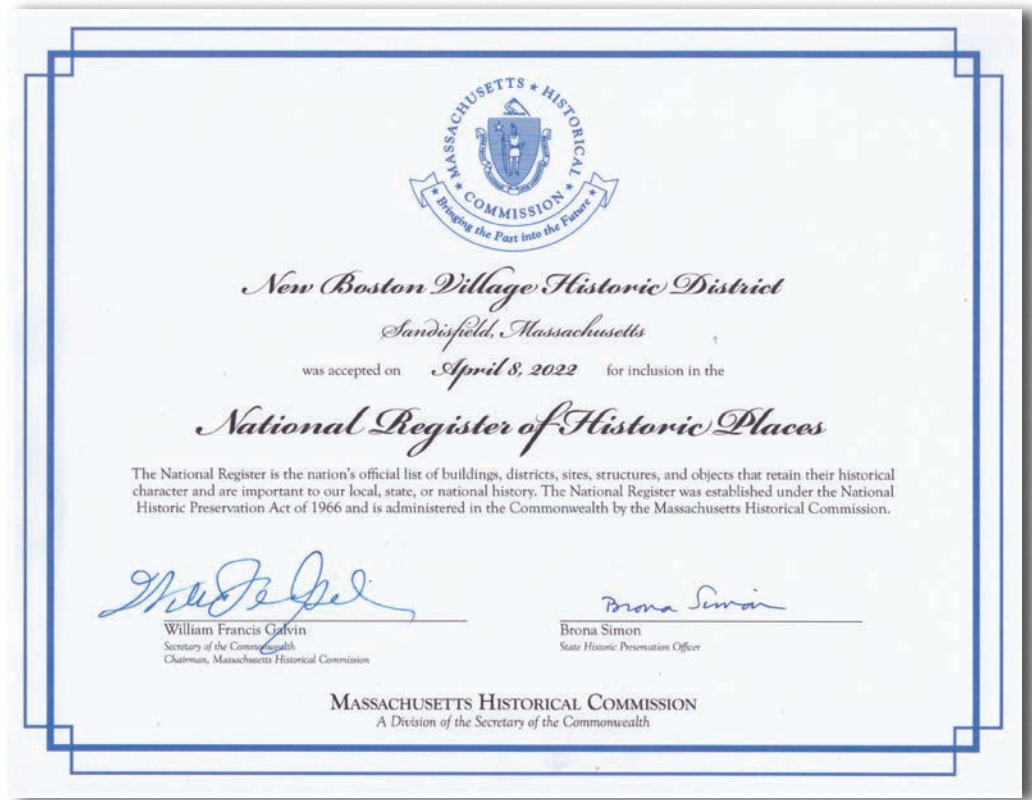 MASSACHUSETTS ★ HISTORICAL ★ COMMISSION ★
★ Bringing the Past into the Future ★
New Boston Village Historic District
Sandisfield, Massachusetts
was accepted on April 8, 2022 for inclusion in the
National Register of Historic Places
The National Register is the nation's official list of buildings, districts, sites, structures, and objects that retain their historical
character and are important to our local, state, or national history. The National Register was established under the National
Historic Preservation Act of 1966 and is administered in the Commonwealth by the Massachusetts Historical Commission.
Brona Simon
William Francis Galvin
Secretary of the Commonwealth
Chairman, Massachusetts Historical Commission
Brona Simon
State Historic Preservation Officer
MASSACHUSETTS HISTORICAL COMMISSION
A Division of the Secretary of the Commonwealth